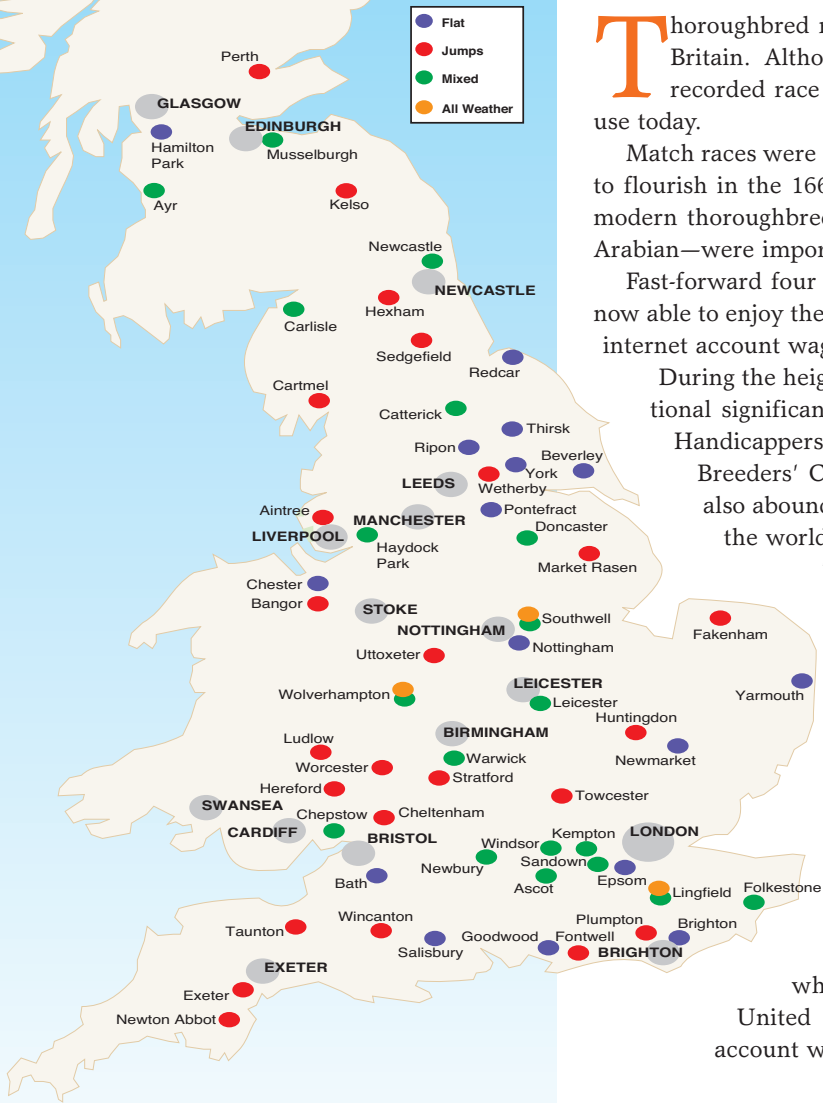 Flat
Jumps
Mixed
All Weather
Perth
GLASGOW
EDINBURGH
Hamilton
Park
Musselburgh
Ayr
Kelso
Newcastle
NEWCASTLE
Hexham
Carlisle
Sedgefield
Redcar
Cartmel
Catterick
Thirsk
Ripon
Beverley
York
LEEDS
Wetherby
Aintree
MANCHESTER
Pontefract
Doncaster
LIVERPOOL
Haydock
Park
Market Rasen
Chester
Bangor
STOKE
Southwell
NOTTINGHAM
Nottingham
Fakenham
Uttoxeter
LEICESTER
Wolverhampton
Leicester
Yarmouth
Huntingdon
BIRMINGHAM
Newmarket
Ludlow
Warwick
Worcester
Stratford
Hereford
Towcester
SWANSEA
Chepstow
Cheltenham
CARDIFF
BRISTOL
LONDON
Windsor
Kempton
Newbury
Sandown
Ascot
Epsom
Bath
Lingfield
Folkestone
Wincanton
Taunton
Plumpton
Brighton
Salisbury
Goodwood
Fontwell
BRIGHTON
EXETER
Exeter
Newton Abbot
Thoroughbred
Britain. Altho
recorded race
use today.
Match races were
to flourish in the 166
modern thoroughbre
Arabian—were impor
Fast-forward four
now able to enjoy the
internet account wag
During the heig
tional significan
Handicappers
Breeders' C
also abound
the world
wh
United
account w